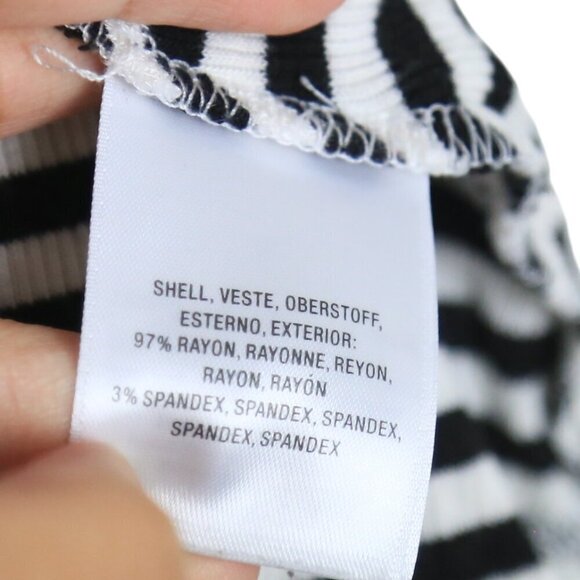 SHELL, VESTE, OBERSTOFF,
ESTERNO, EXTERIOR:
97% RAYON, RAYONNE, REYON,
RAYON, RAYÓN
3% SPANDEX, SPANDEX, SPANDEX,
SPANDEX, SPANDEX